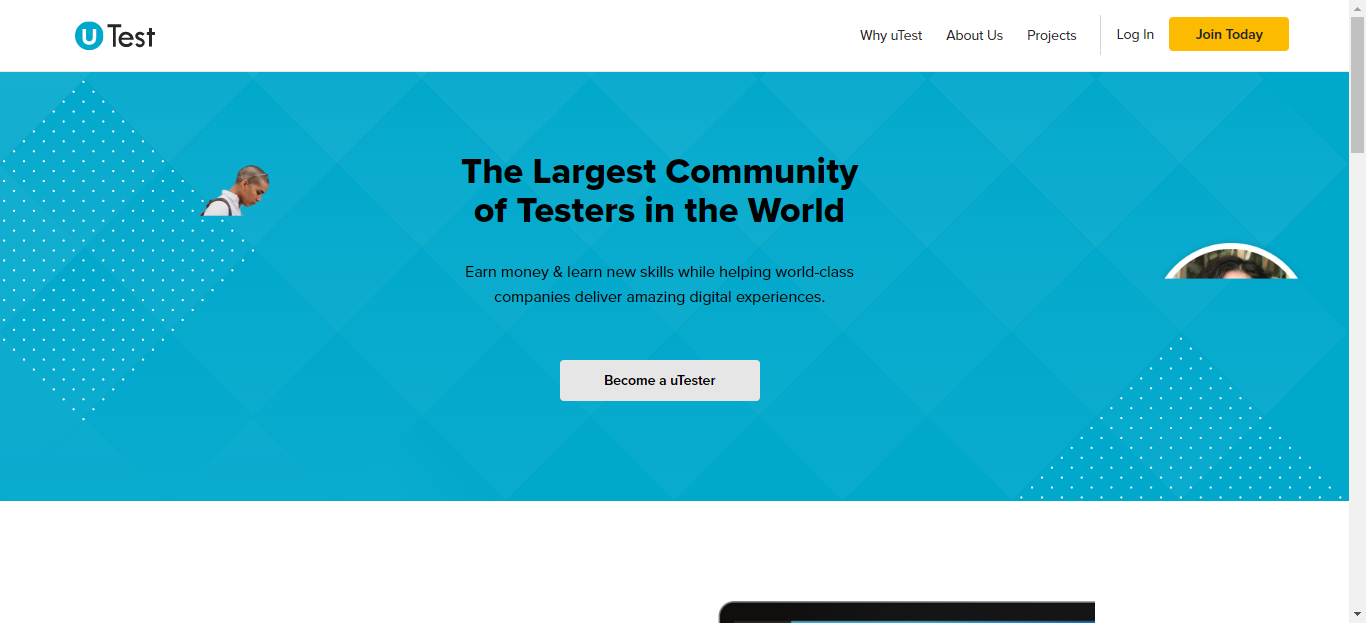 uTest
Why uTest
About Us
Projects
Log In
Join Today
The Largest Community
of Testers in the World
Earn money & learn new skills while helping world-class
companies deliver amazing digital experiences.
Become a uTester